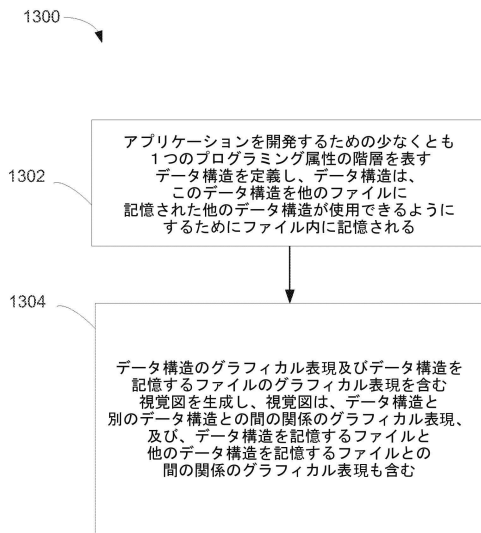 1300
アプリケーションを開発するための少なくとも
1つのプログラミング属性の階層を表す
データ構造を定義し、データ構造は、
このデータ構造を他のファイルに
記憶された他のデータ構造が使用できるように
するためにファイル内に記憶される
1302
1304
データ構造のグラフィカル表現及びデータ構造を
記憶するファイルのグラフィカル表現を含む
視覚図を生成し、視覚図は、データ構造と
別のデータ構造との間の関係のグラフィカル表現、
及び、データ構造を記憶するファイルと
他のデータ構造を記憶するファイルとの
間の関係のグラフィカル表現も含む